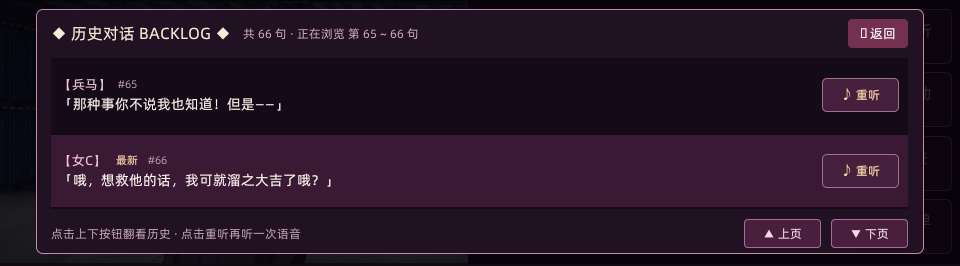 ◆ 历史对话 BACKLOG ◆ 共 66 句 · 正在浏览 第 65 ~ 66 句
返回
【兵马】 #65
「那种事你不说我也知道！但是——」
♪ 重听
【女C】 最新 #66
「哦，想救他的话，我可就溜之大吉了哦？」
♪ 重听
点击上下按钮翻看历史 · 点击重听再听一次语音
▲ 上页
▼ 下页